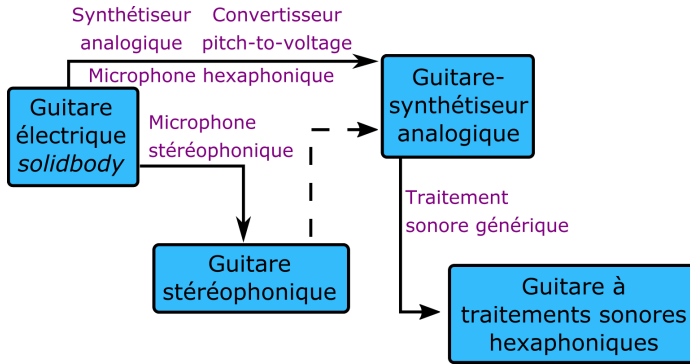 Synthétiseur Convertisseur
analogique pitch-to-voltage
Microphone hexaphonique
Guitare
électrique
solidbody
Guitare-
synthétiseur
analogique
Microphone
stéréophonique
Traitement
sonore générique
Guitare
stéréophonique
Guitare à
traitements sonores
hexaphoniques